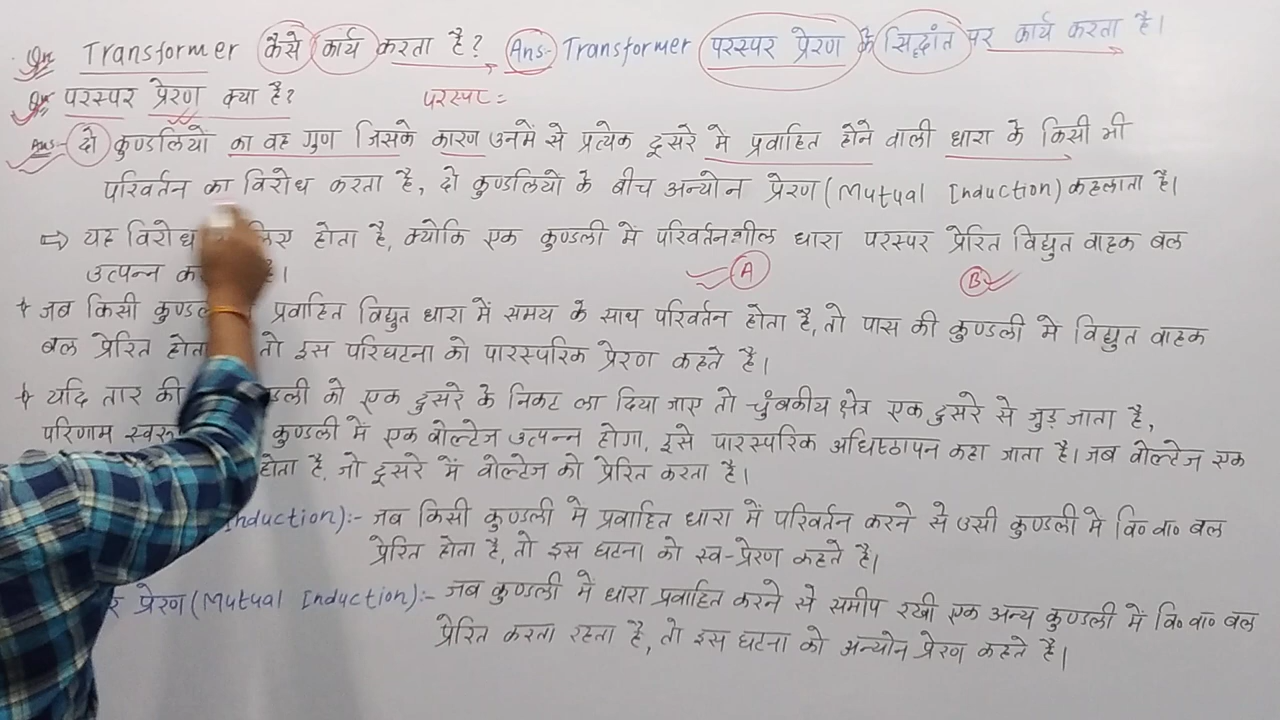 Qn Transformer कैसे कार्य करता है? Ans- Transformer परस्पर प्रेरण के सिद्धांत पर कार्य करता है।
Qn परस्पर प्रेरण क्या है? परस्पर =
Ans- दो कुण्डलियों का वह गुण जिसके कारण उनमें से प्रत्येक दूसरे में प्रवाहित होने वाली धारा के किसी भी
परिवर्तन का विरोध करता है, दो कुण्डलियों के बीच अन्योन प्रेरण (Mutual Induction) कहलाता है।
⇒ यह विरोध होता है, क्योकि एक कुण्डली में परिवर्तनशील धारा परस्पर प्रेरित विद्युत वाहक बल
A B
उत्पन्न है।
+ जब किसी प्रवाहित विद्युत धारा में समय के साथ परिवर्तन होता है, तो पास की कुण्डली में विद्युत वाहक
बल प्रेरित होता तो इस परिघटना को पारस्परिक प्रेरण कहते है।
+ यदि तार की को एक दुसरे के निकट ला दिया जाए तो चुंबकीय क्षेत्र एक दुसरे से जुड़ जाता है,
परिणाम कुण्डली में एक वोल्टेज उत्पन्न होगा, इसे पारस्परिक अधिष्ठापन कहा जाता है। जब वोल्टेज एक
होता है, जो दूसरे में वोल्टेज को प्रेरित करता है।
Induction):- जब किसी कुण्डली मे प्रवाहित धारा में परिवर्तन करने से उसी कुण्डली मे वि० वा० बल
प्रेरित होता है, तो इस घटना को स्व-प्रेरण कहते है।
प्रेरण (Mutual Induction):- जब कुण्डली में धारा प्रवाहित करने से समीप रखी एक अन्य कुण्डली में वि० वा० बल
प्रेरित करता रहता है, तो इस घटना को अन्योन प्रेरण कहते है।